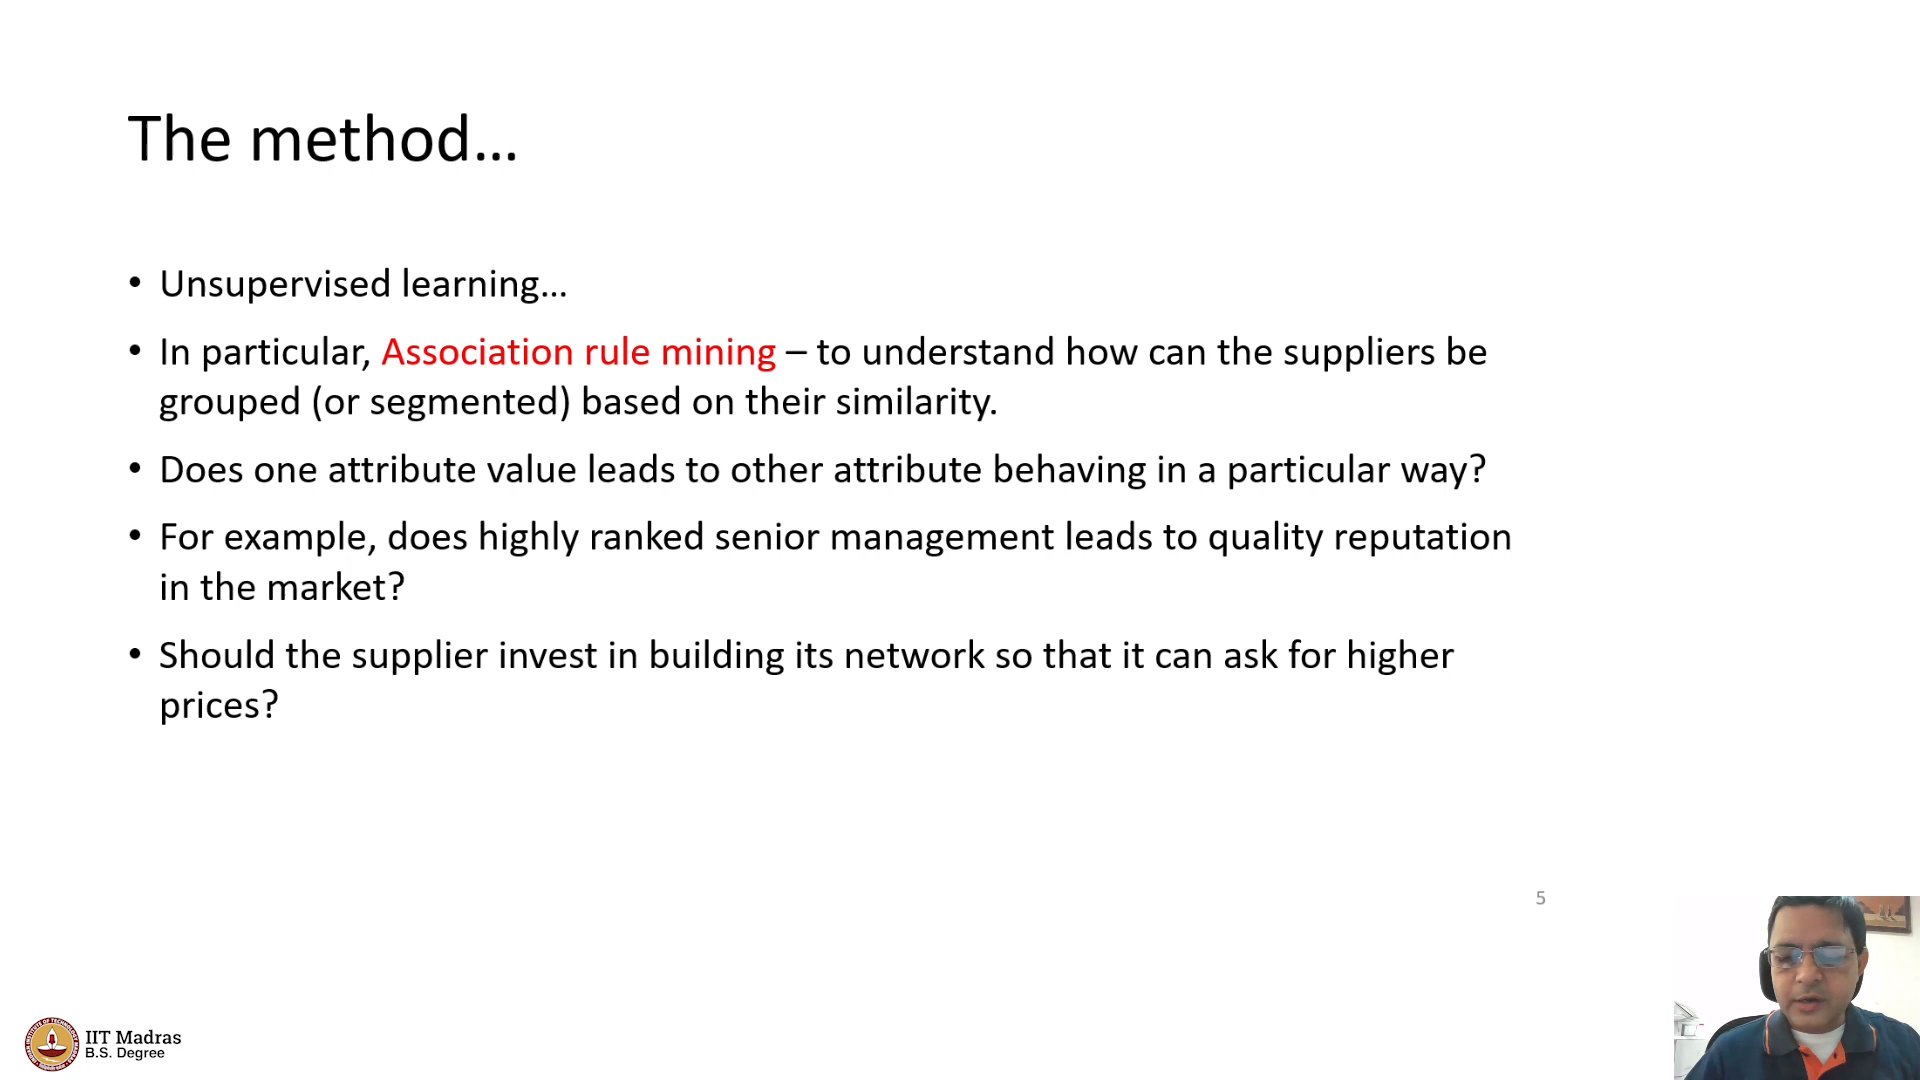 The method...
• Unsupervised learning...
• In particular, Association rule mining – to understand how can the suppliers be
grouped (or segmented) based on their similarity.
• Does one attribute value leads to other attribute behaving in a particular way?
• For example, does highly ranked senior management leads to quality reputation
in the market?
• Should the supplier invest in building its network so that it can ask for higher
prices?
5
IIT Madras
B.S. Degree